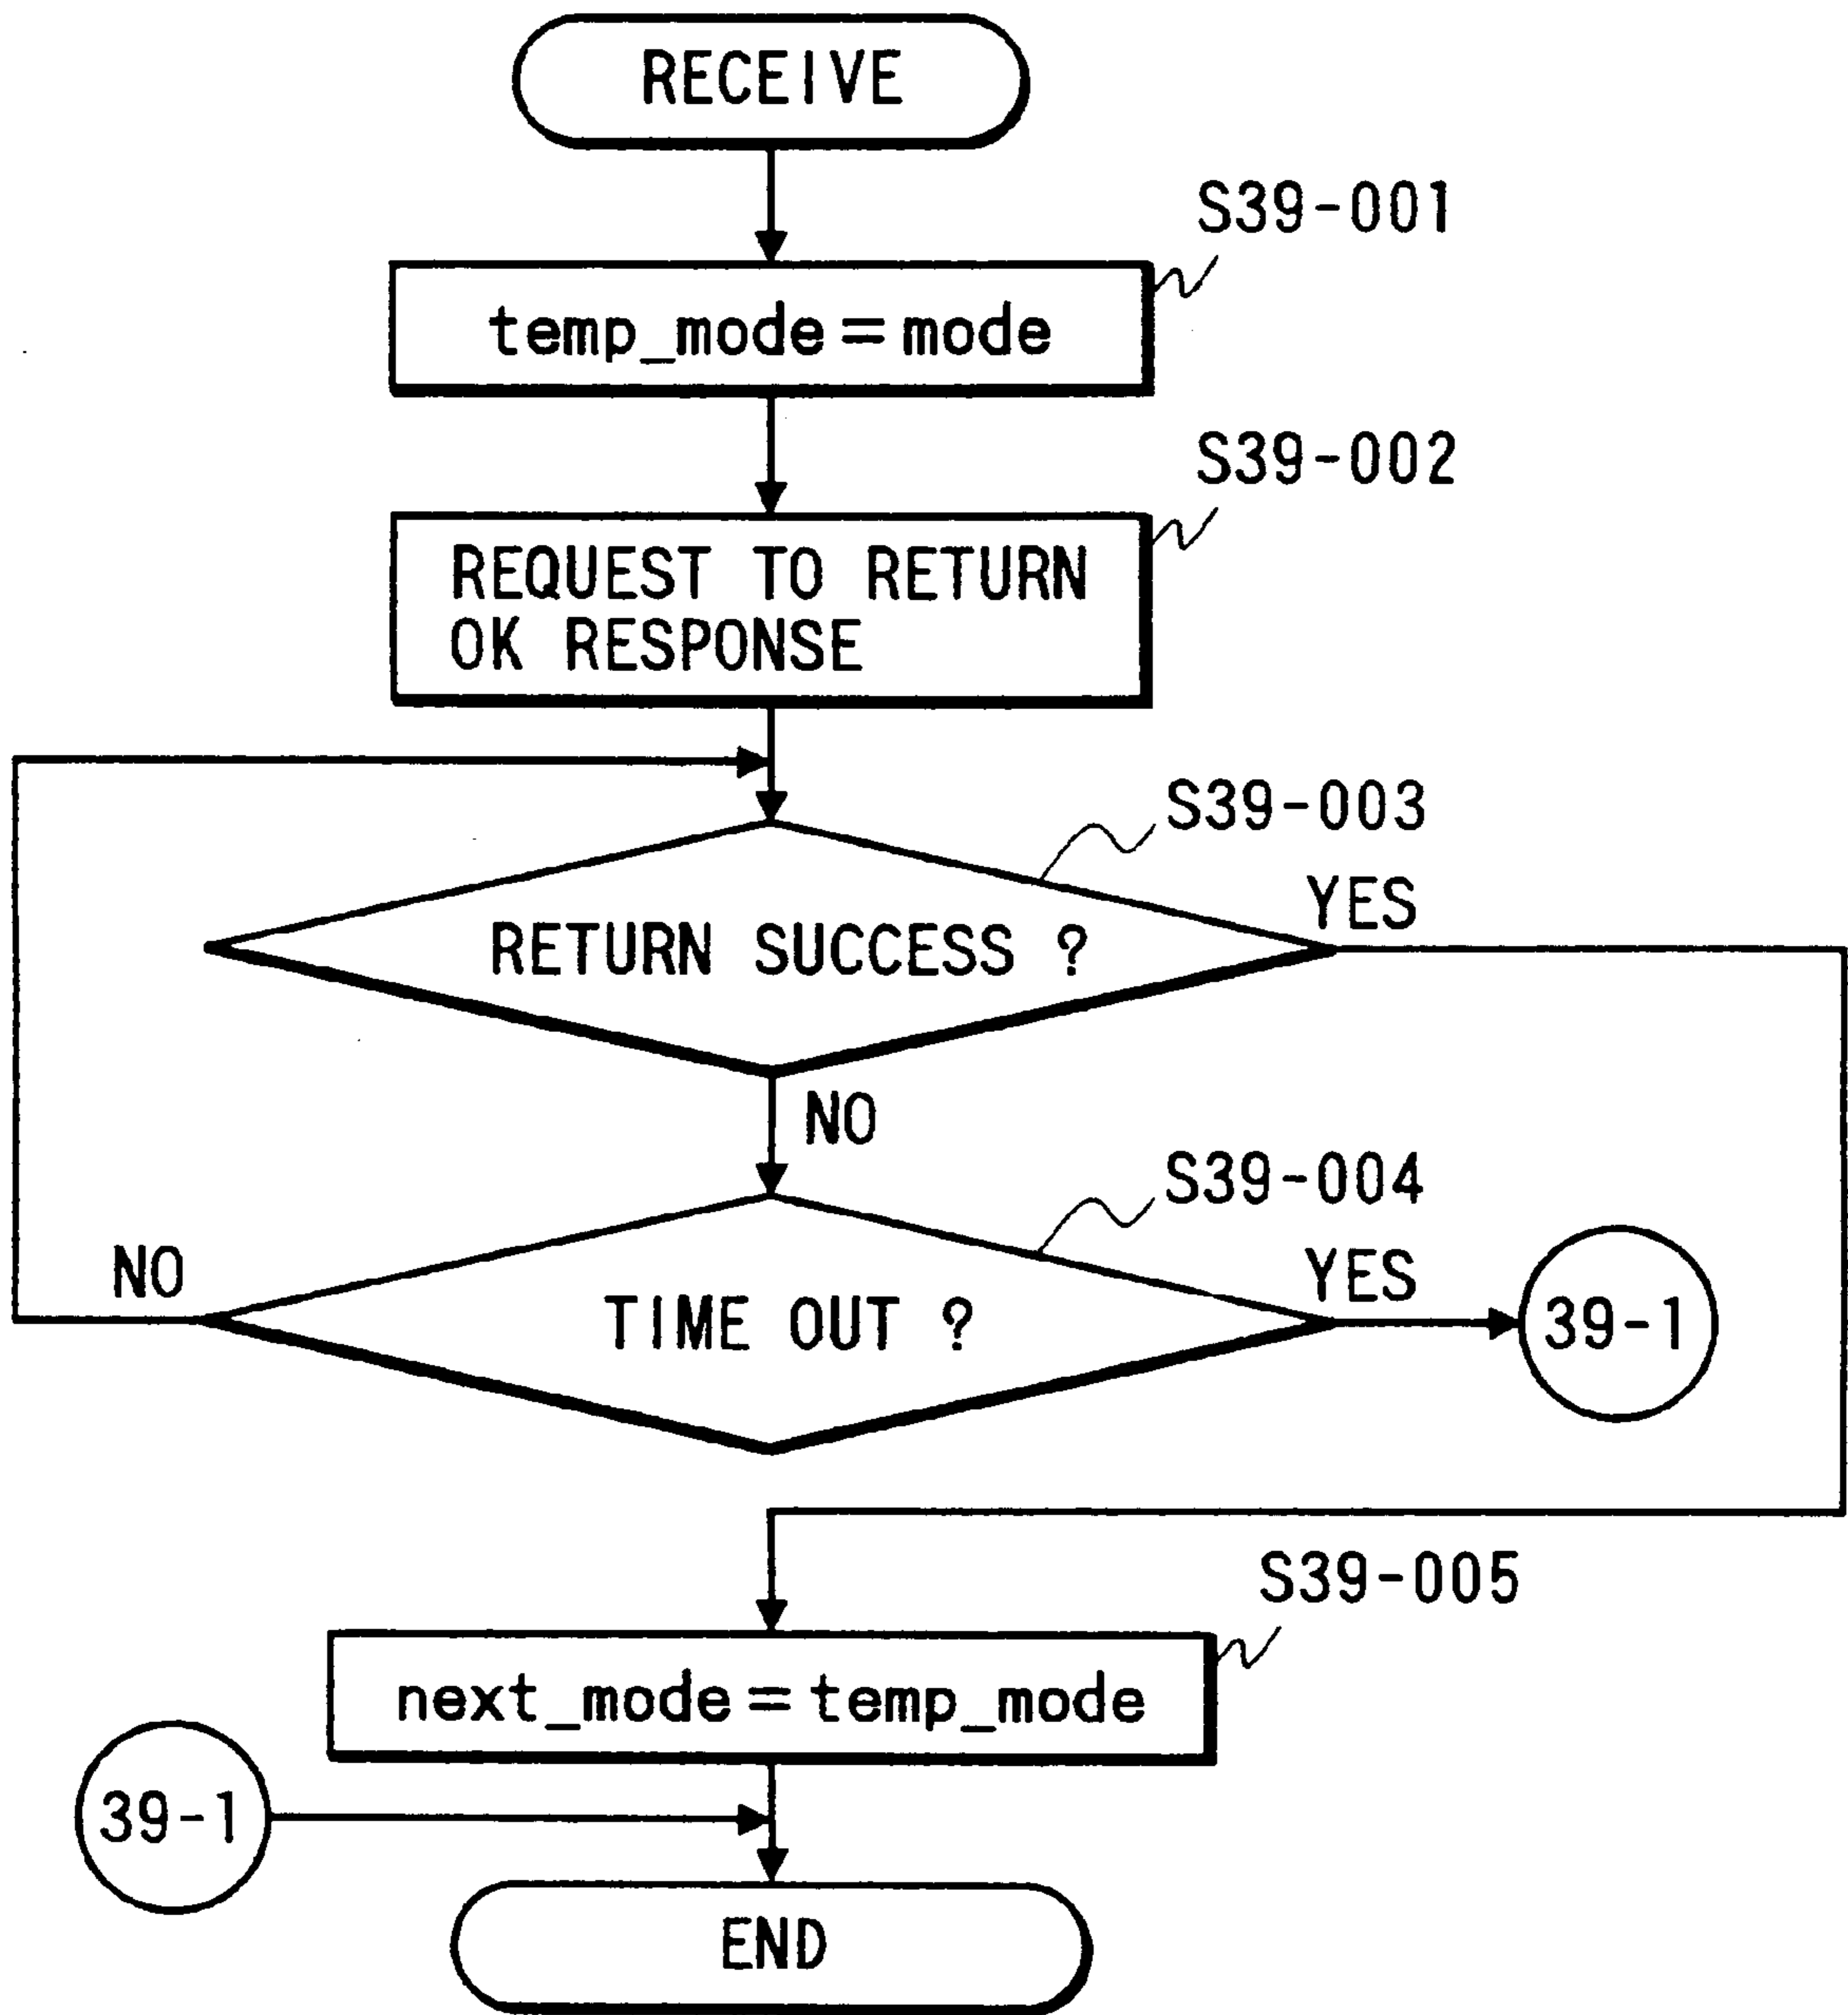 RECEIVE
S39-001
temp_mode=mode
S39-002
REQUEST TO RETURN
OK RESPONSE
S39-003
YES
RETURN SUCCESS ?
NO
S39-004
NO
YES
TIME OUT ?
39-1
S39-005
next_mode=temp_mode
39-1
END